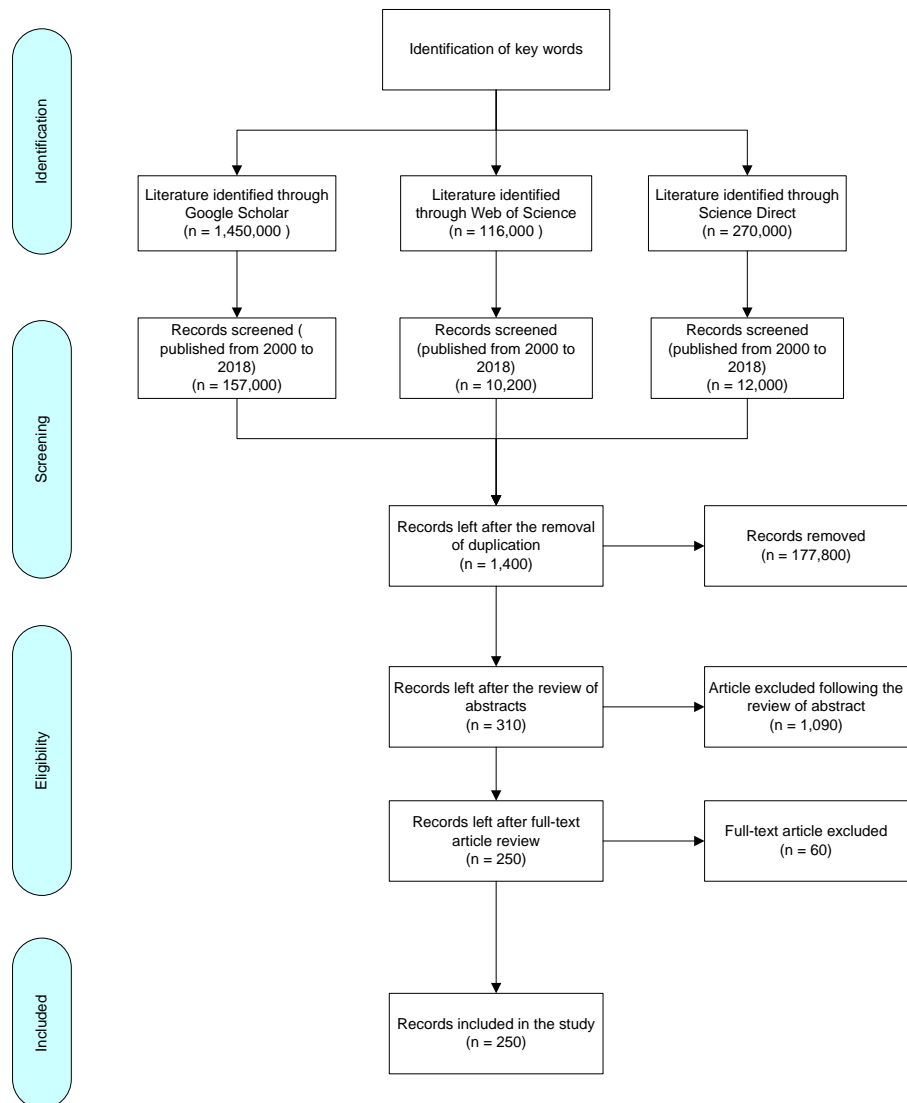 Identification of key words
Identification
Literature identified through
Google Scholar
(n = 1,450,000 )
Literature identified
through Web of Science
(n = 116,000 )
Literature identified through
Science Direct
(n = 270,000)
Screening
Records screened (
published from 2000 to
2018)
(n = 157,000)
Records screened
(published from 2000 to
2018)
(n = 10,200)
Records screened
(published from 2000 to
2018)
(n = 12,000)
Records left after the removal
of duplication
(n = 1,400)
Records removed
(n = 177,800)
Eligibility
Records left after the review of
abstracts
(n = 310)
Article excluded following the
review of abstract
(n = 1,090)
Records left after full-text
article review
(n = 250)
Full-text article excluded
(n = 60)
Included
Records included in the study
(n = 250)